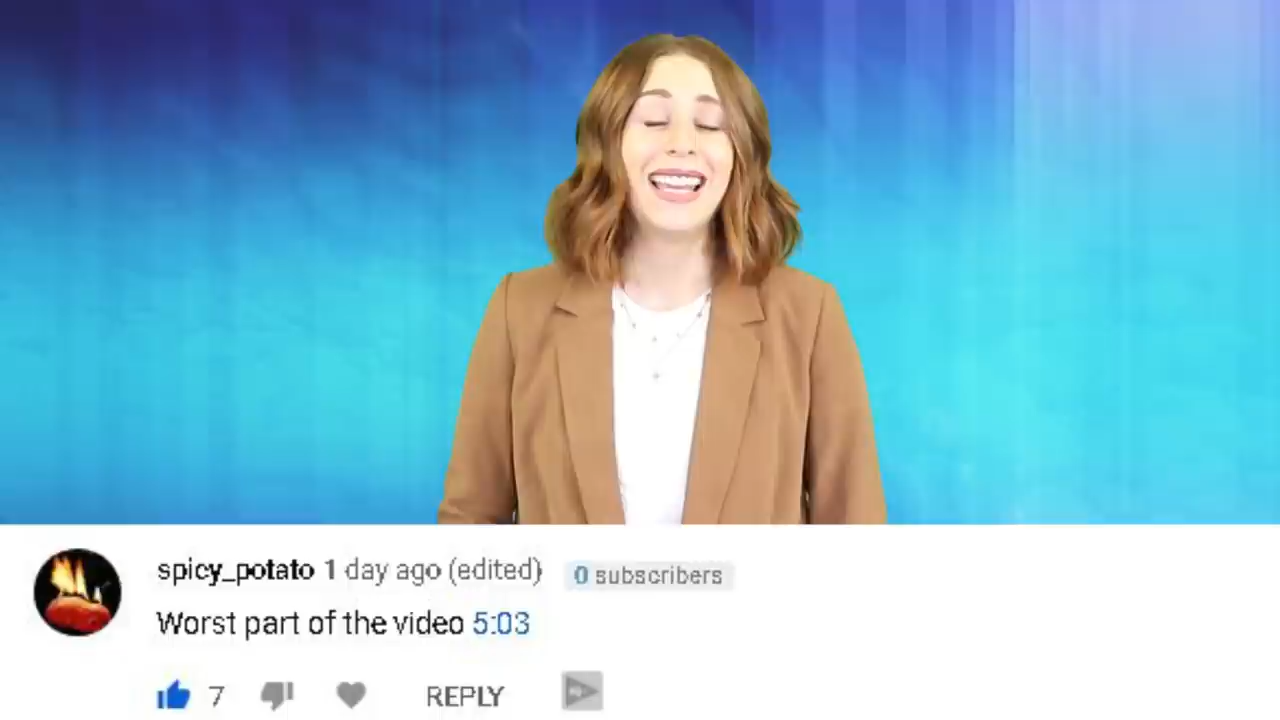 spicy_potato 1 day ago (edited) 0 subscribers
Worst part of the video 5:03
7 REPLY